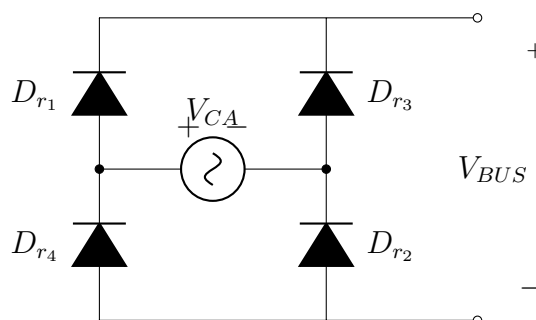 +
D_{r_1} V_{CA} D_{r_3}
+ −
V_{BUS}
D_{r_4} D_{r_2}
−